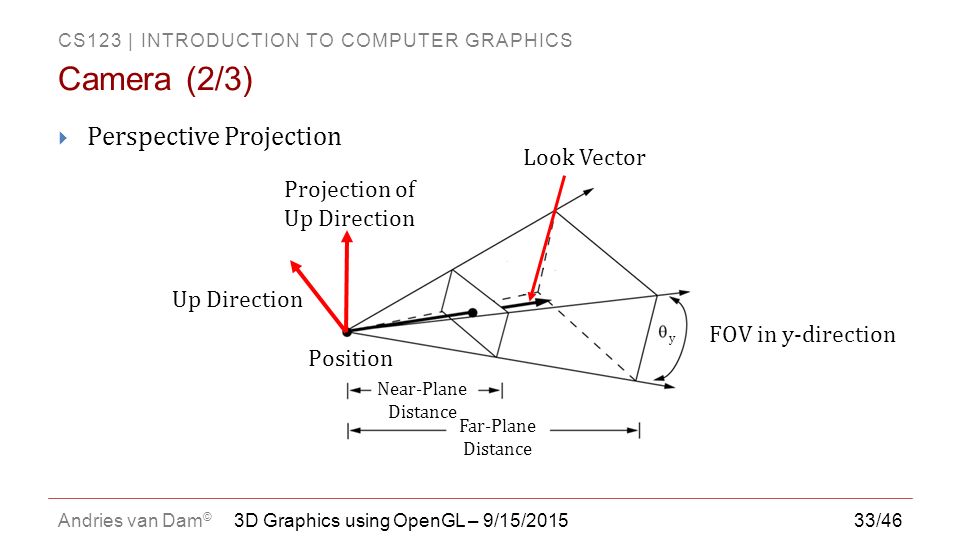 CS123 | INTRODUCTION TO COMPUTER GRAPHICS
Camera (2/3)
Perspective Projection
Look Vector
Projection of
Up Direction
Up Direction
θy
FOV in y-direction
Position
Near-Plane
Distance
Far-Plane
Distance
Andries van Dam© 3D Graphics using OpenGL – 9/15/2015 33/46